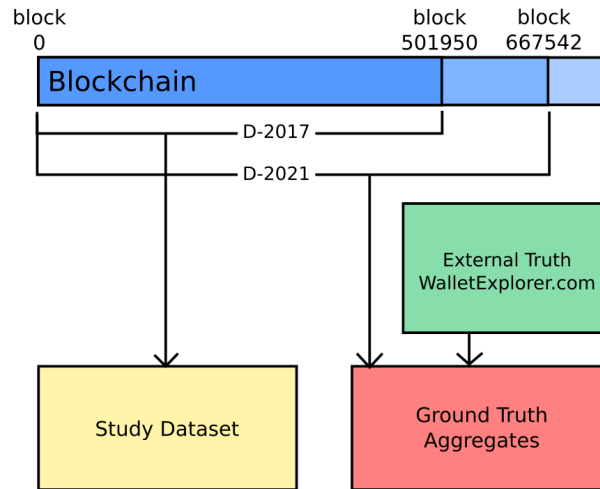 block
0
block
501950
block
667542
Blockchain
D-2017
D-2021
External Truth
WalletExplorer.com
Study Dataset
Ground Truth
Aggregates